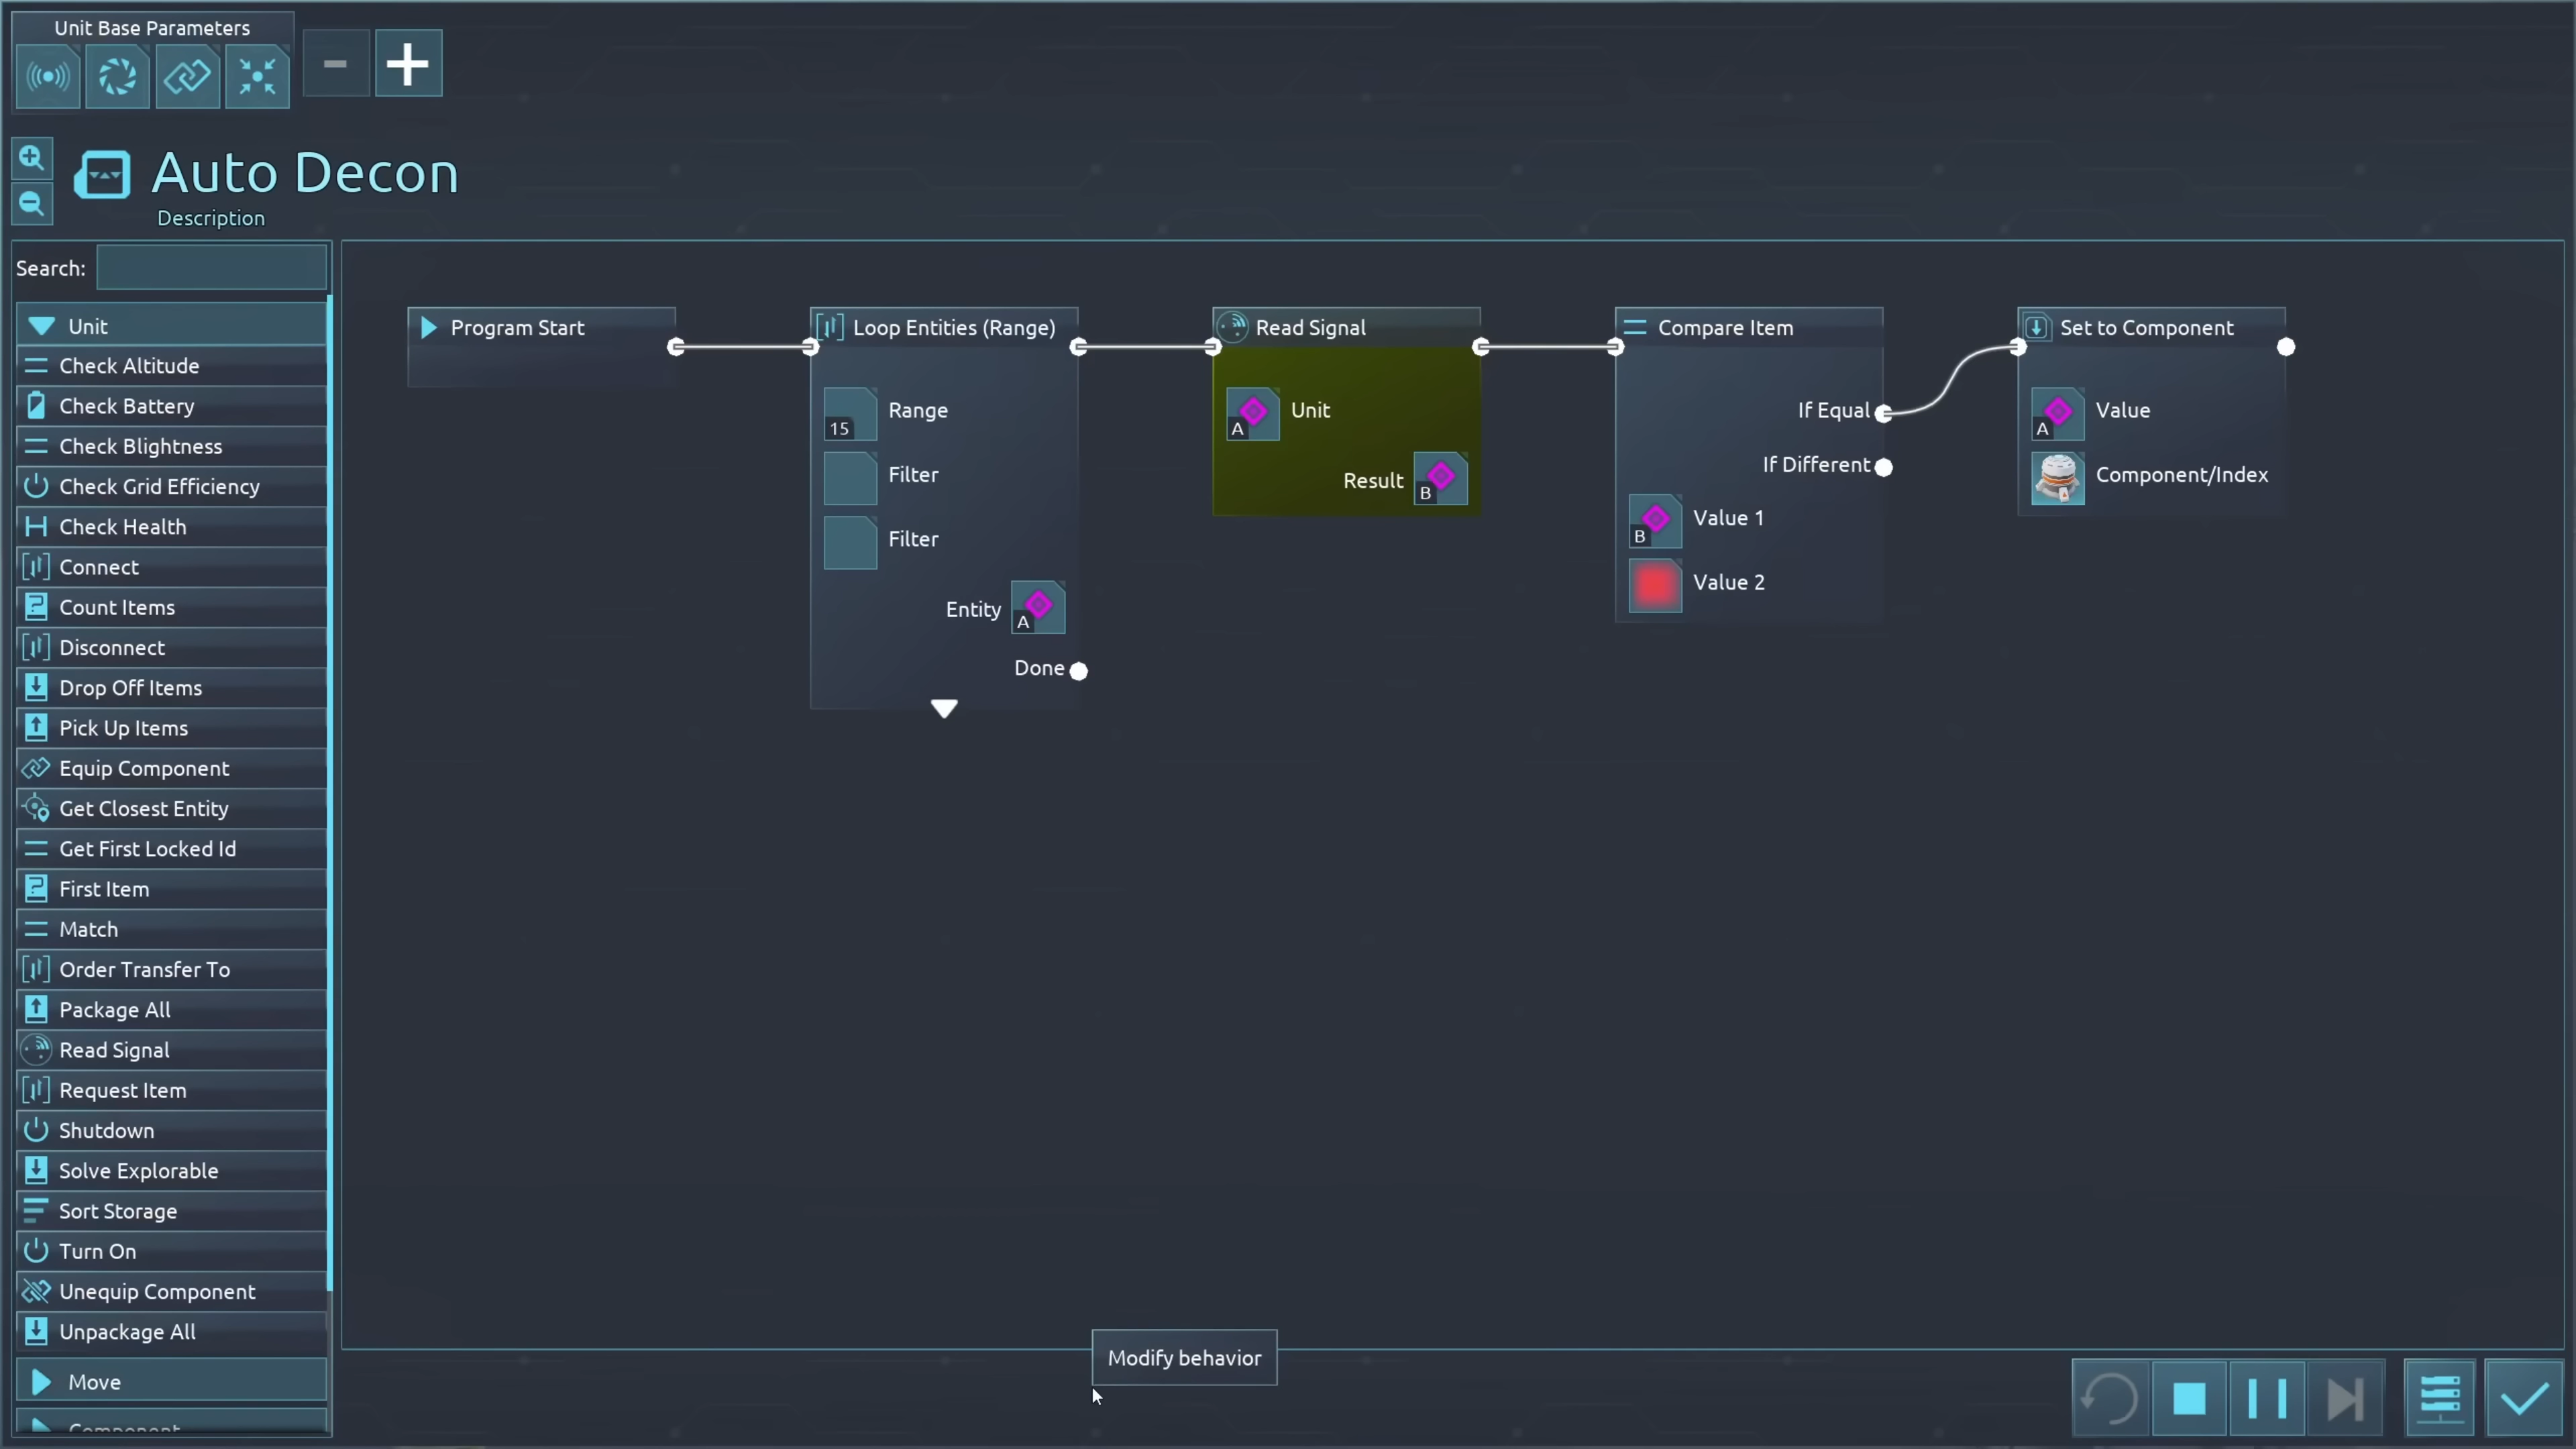 Unit Base Parameters
Auto Decon
Description
Search:
Unit
Check Altitude
Check Battery
Check Blightness
Check Grid Efficiency
Check Health
Connect
Count Items
Disconnect
Drop Off Items
Pick Up Items
Equip Component
Get Closest Entity
Get First Locked Id
First Item
Match
Order Transfer To
Package All
Read Signal
Request Item
Shutdown
Solve Explorable
Sort Storage
Turn On
Unequip Component
Unpackage All
Move
Component
Program Start
Loop Entities (Range)
15 Range
Filter
Filter
Entity A
Done
Read Signal
A Unit
Result B
Compare Item
If Equal
If Different
B Value 1
Value 2
Set to Component
A Value
Component/Index
Modify behavior